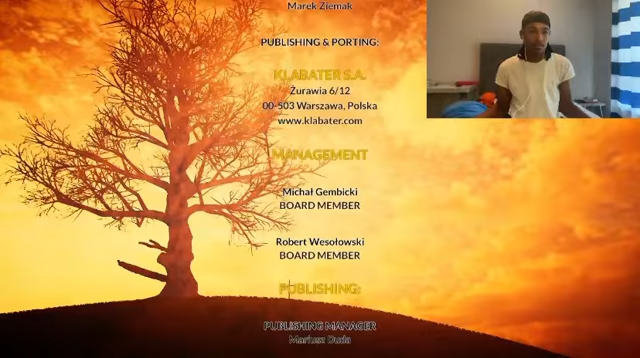 Marek Ziemak
PUBLISHING & PORTING:
KLABATER S.A.
Żurawia 6/12
00-503 Warszawa, Polska
www.klabater.com
MANAGEMENT
Michał Gembicki
BOARD MEMBER
Robert Wesołowski
BOARD MEMBER
PUBLISHING:
PUBLISHING MANAGER
Mariusz Duda